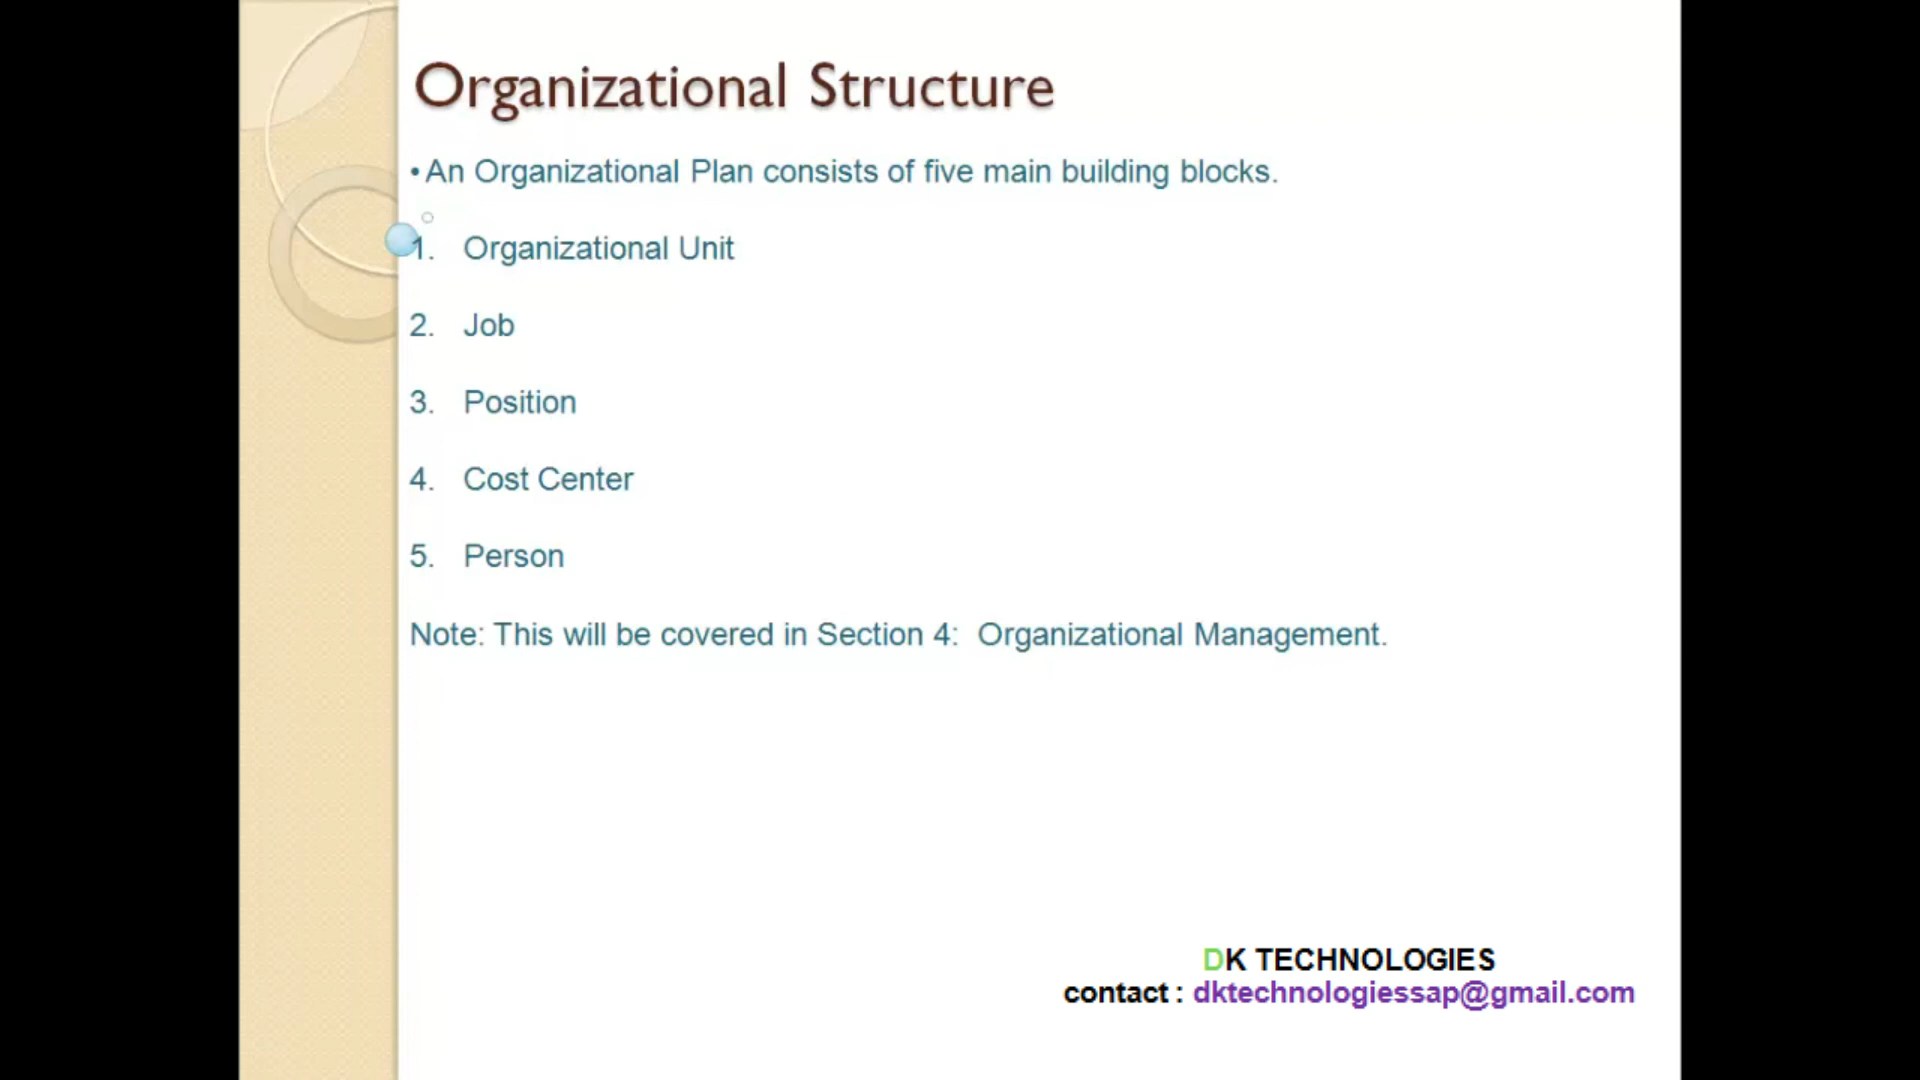 Organizational Structure
• An Organizational Plan consists of five main building blocks.
1. Organizational Unit
2. Job
3. Position
4. Cost Center
5. Person
Note: This will be covered in Section 4: Organizational Management.
DK TECHNOLOGIES
contact : dktechnologiessap@gmail.com